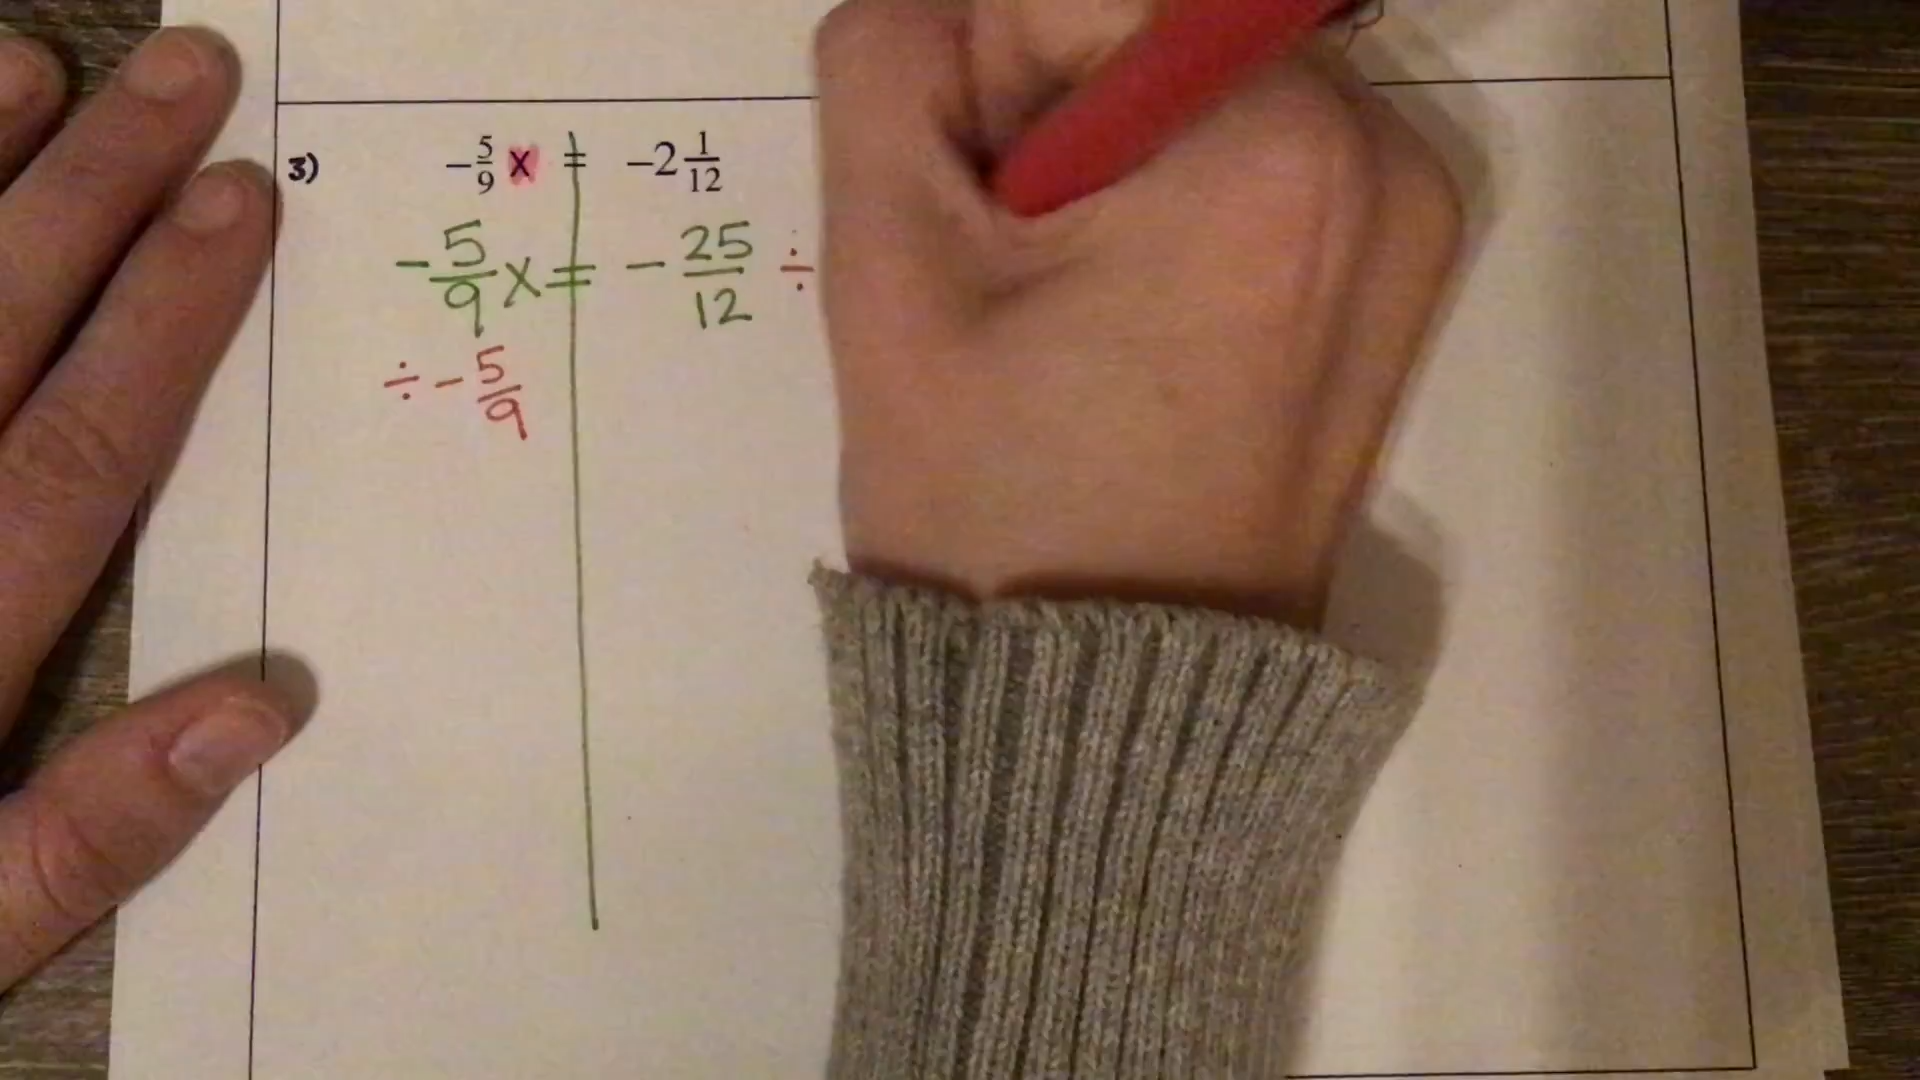 3) -5/9 x = -2 1/12
-5/9 x = -25/12 ÷
÷ -5/9